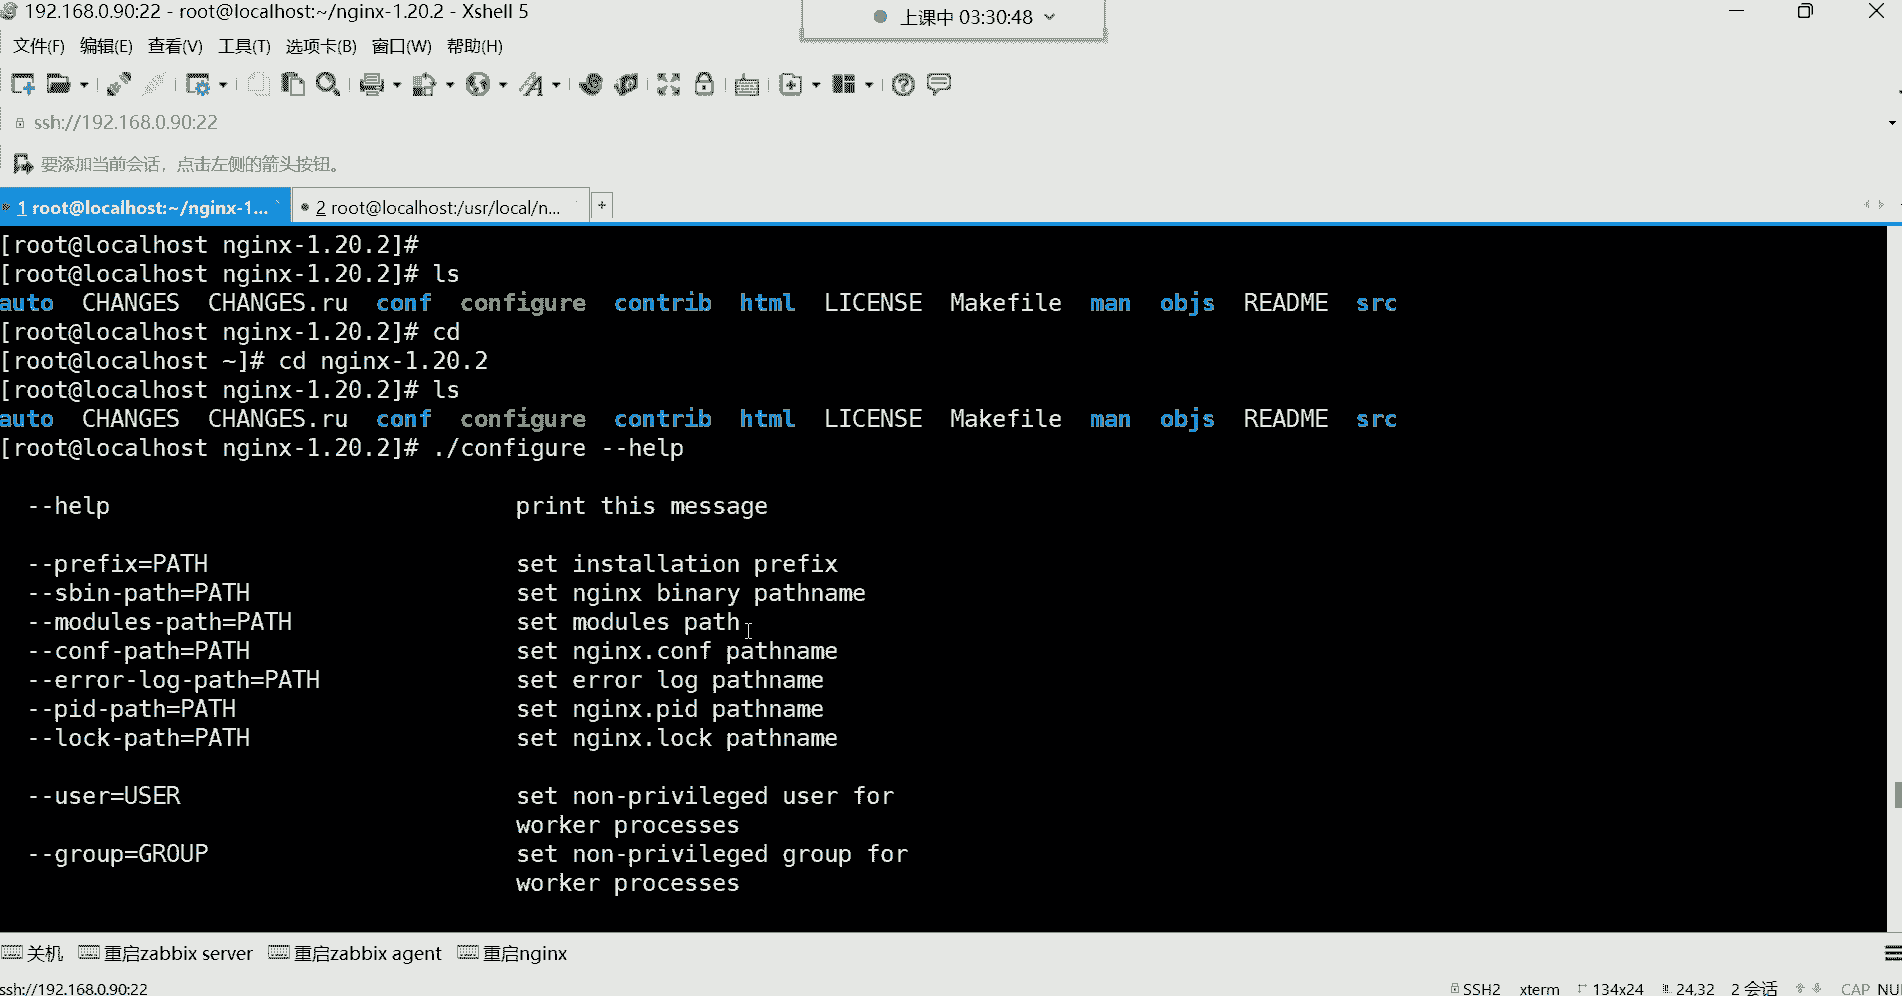 192.168.0.90:22 - root@localhost:~/nginx-1.20.2 - Xshell 5
上课中 03:30:48
文件(F) 编辑(E) 查看(V) 工具(T) 选项卡(B) 窗口(W) 帮助(H)
ssh://192.168.0.90:22
要添加当前会话，点击左侧的箭头按钮。
1 root@localhost:~/nginx-1...
2 root@localhost:/usr/local/n...
[root@localhost nginx-1.20.2]#
[root@localhost nginx-1.20.2]# ls
auto CHANGES CHANGES.ru conf configure contrib html LICENSE Makefile man objs README src
[root@localhost nginx-1.20.2]# cd
[root@localhost ~]# cd nginx-1.20.2
[root@localhost nginx-1.20.2]# ls
auto CHANGES CHANGES.ru conf configure contrib html LICENSE Makefile man objs README src
[root@localhost nginx-1.20.2]# ./configure --help
--help print this message
--prefix=PATH set installation prefix
--sbin-path=PATH set nginx binary pathname
--modules-path=PATH set modules path
--conf-path=PATH set nginx.conf pathname
--error-log-path=PATH set error log pathname
--pid-path=PATH set nginx.pid pathname
--lock-path=PATH set nginx.lock pathname
--user=USER set non-privileged user for
worker processes
--group=GROUP set non-privileged group for
worker processes
关机 重启zabbix server 重启zabbix agent 重启nginx
ssh://192.168.0.90:22 SSH2 xterm 134x24 24,32 2 会话 CAP NU